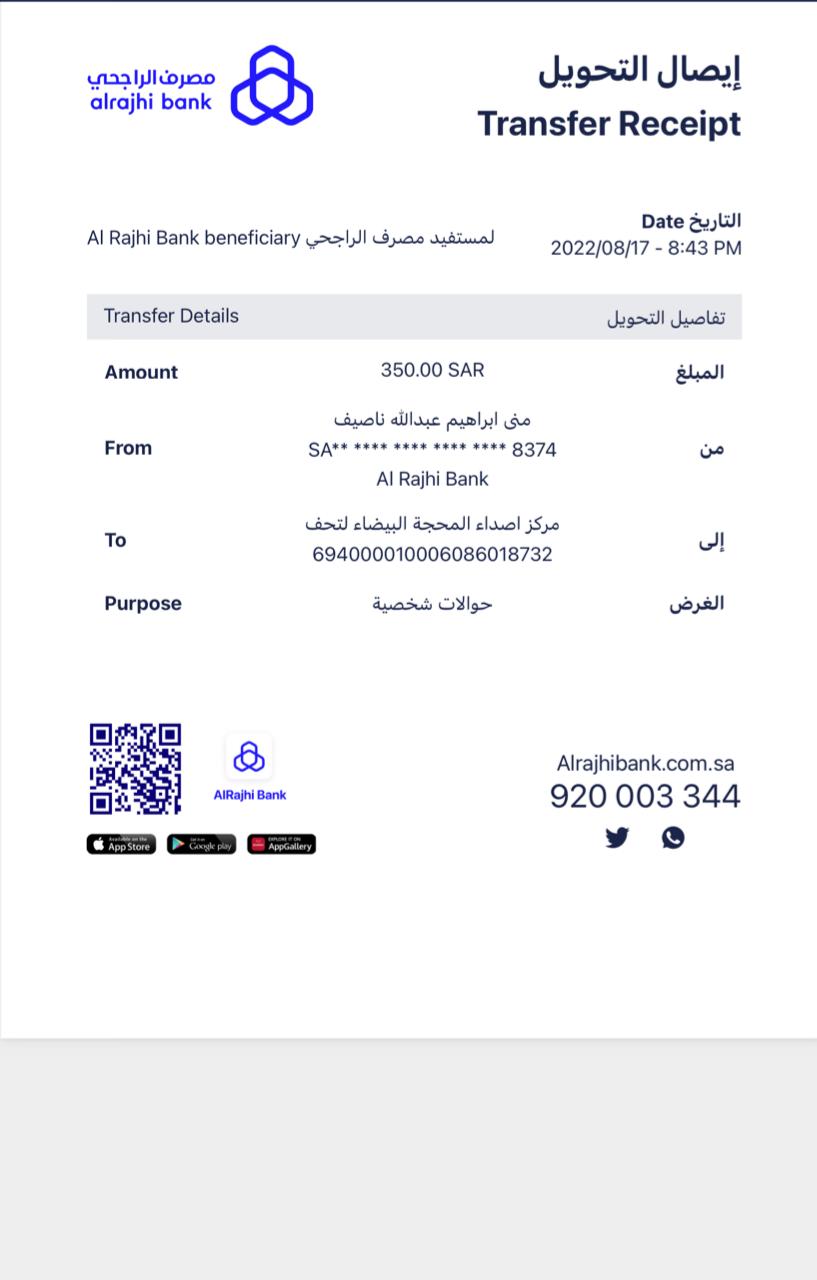 مصرف الراجحي
alrajhi bank
إيصال التحويل
Transfer Receipt
التاريخ Date
2022/08/17 - 8:43 PM
Al Rajhi Bank beneficiary لمستفيد مصرف الراجحي
Transfer Details تفاصيل التحويل
Amount 350.00 SAR المبلغ
منى ابراهيم عبدالله ناصيف
From SA** **** **** **** **** 8374 من
Al Rajhi Bank
مركز اصداء المحجة البيضاء لتحف
To إلى
694000010006086018732
Purpose حوالات شخصية الغرض
AlRajhi Bank
Available on the App Store
Get it on Google play
EXPLORE IT ON AppGallery
Alrajhibank.com.sa
920 003 344